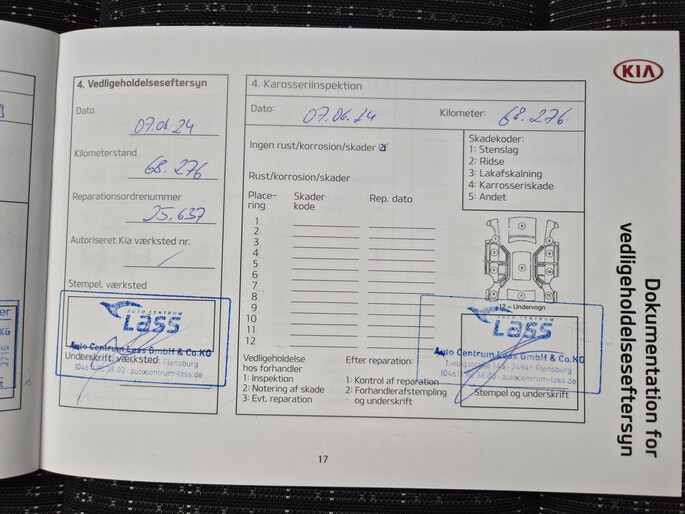 KIA
Dokumentation for
vedligeholdelseseftersyn
4. Vedligeholdelseseftersyn
Dato
07.06.24
Kilometerstand
68.276
Reparationsordrenummer
25.637
Autoriseret Kia værksted nr.
/
Stempel, værksted
AUTO CENTRUM
Lass
Auto Centrum Lass GmbH & Co.KG
Underskrift, værksted
Flensburg
autocentrum-lass.de
4. Karosseriinspektion
Dato:
07.06.24
Kilometer:
68.276
Ingen rust/korrosion/skader
Rust/korrosion/skader
Skadekoder:
1: Stenslag
2: Ridse
3: Lakafskalning
4: Karrosseriskade
5: Andet
Place-
ring
Skader
kode
Rep. dato
1
2
3
4
5
6
7
8
9
10
11
12
12 – Undervogn
AUTO CENTRUM
Lass
Auto Centrum Lass GmbH & Co.KG
24941 Flensburg
autocentrum-lass.de
Vedligeholdelse
hos forhandler
1: Inspektion
2: Notering af skade
3: Evt. reparation
Efter reparation:
1: Kontrol af reparation
2: Forhandlerafstempling
og underskrift
Stempel og underskrift
17